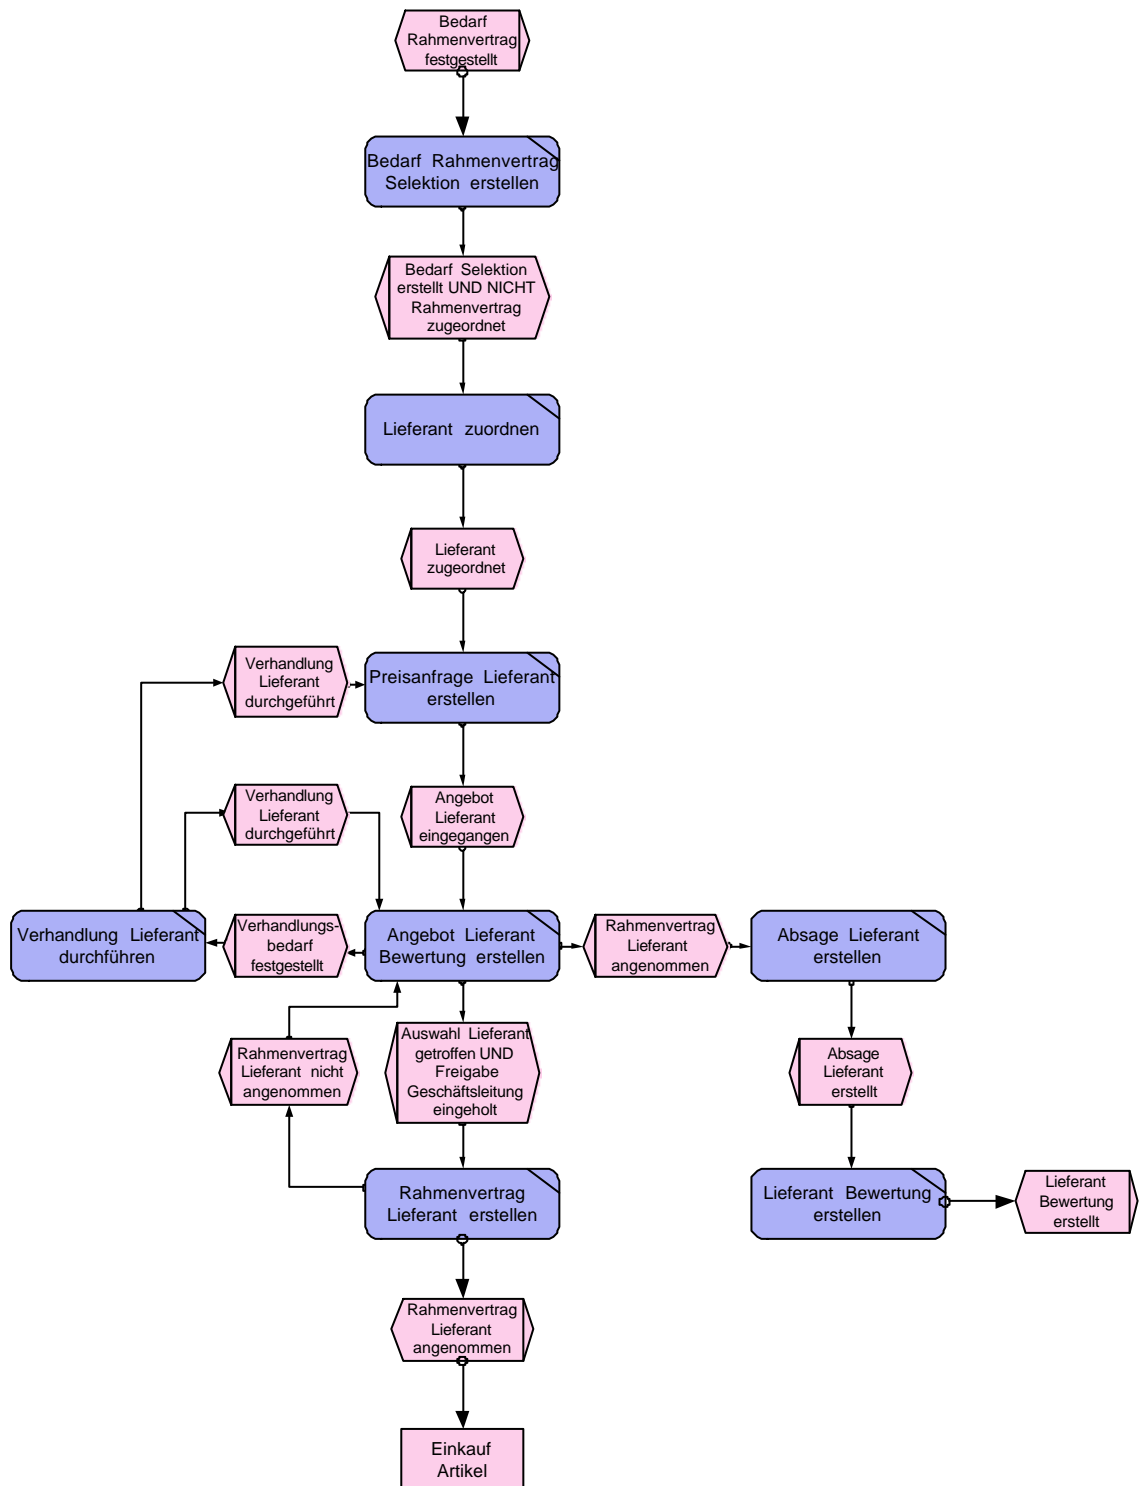 Bedarf
Rahmenvertrag
festgestellt
Bedarf Rahmenvertrag
Selektion erstellen
Bedarf Selektion
erstellt UND NICHT
Rahmenvertrag
zugeordnet
Lieferant zuordnen
Lieferant
zugeordnet
Verhandlung
Lieferant
durchgeführt
Preisanfrage Lieferant
erstellen
Verhandlung
Lieferant
durchgeführt
Angebot
Lieferant
eingegangen
Verhandlung Lieferant
durchführen
Verhandlungs-
bedarf
festgestellt
Angebot Lieferant
Bewertung erstellen
Rahmenvertrag
Lieferant
angenommen
Absage Lieferant
erstellen
Rahmenvertrag
Lieferant nicht
angenommen
Auswahl Lieferant
getroffen UND
Freigabe
Geschäftsleitung
eingeholt
Absage
Lieferant
erstellt
Rahmenvertrag
Lieferant erstellen
Lieferant Bewertung
erstellen
Lieferant
Bewertung
erstellt
Rahmenvertrag
Lieferant
angenommen
Einkauf
Artikel